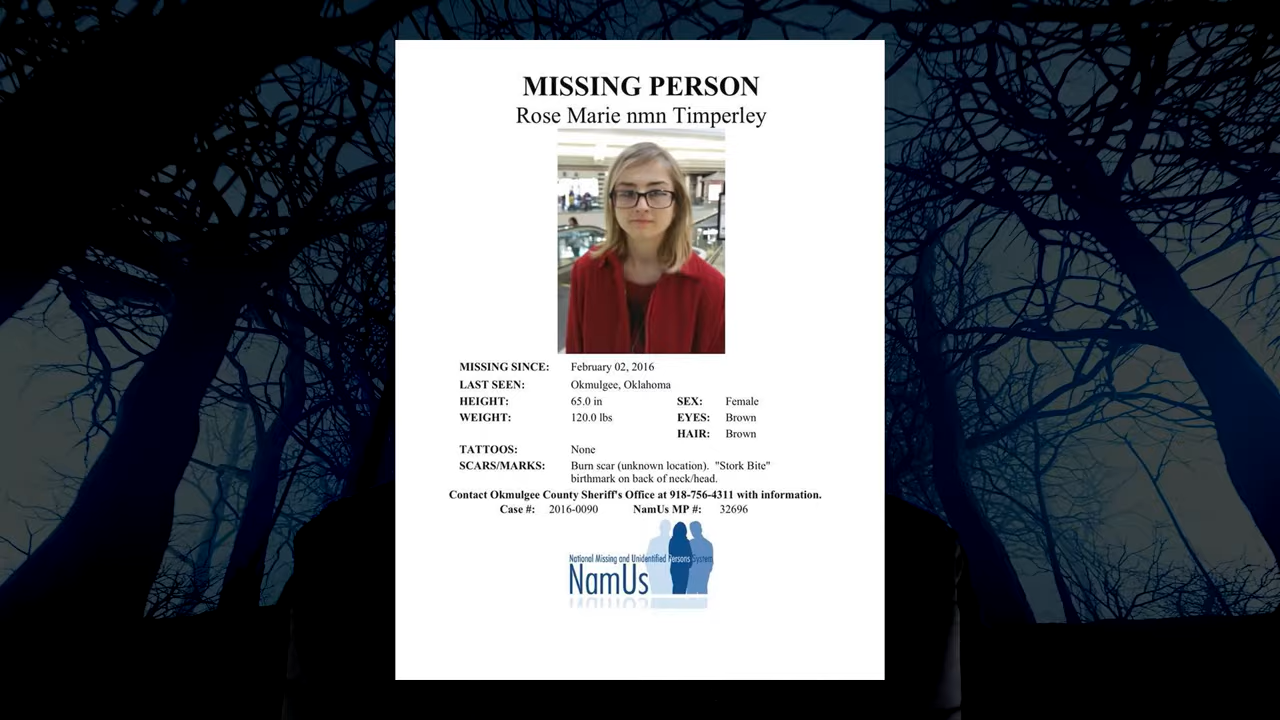 MISSING PERSON
Rose Marie nmn Timperley
MISSING SINCE: February 02, 2016
LAST SEEN: Okmulgee, Oklahoma
HEIGHT: 65.0 in SEX: Female
WEIGHT: 120.0 lbs EYES: Brown
HAIR: Brown
TATTOOS: None
SCARS/MARKS: Burn scar (unknown location). "Stork Bite"
birthmark on back of neck/head.
Contact Okmulgee County Sheriff's Office at 918-756-4311 with information.
Case #: 2016-0090 NamUs MP #: 32696
National Missing and Unidentified Persons System
NamUs